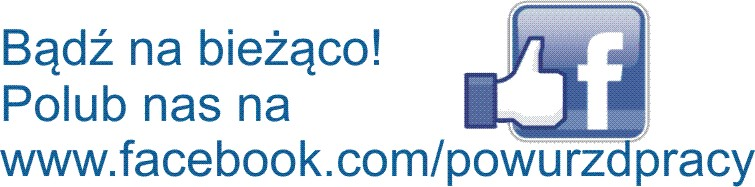 Bądź na bieżąco!
Polub nas na
www.facebook.com/powurzdpracy